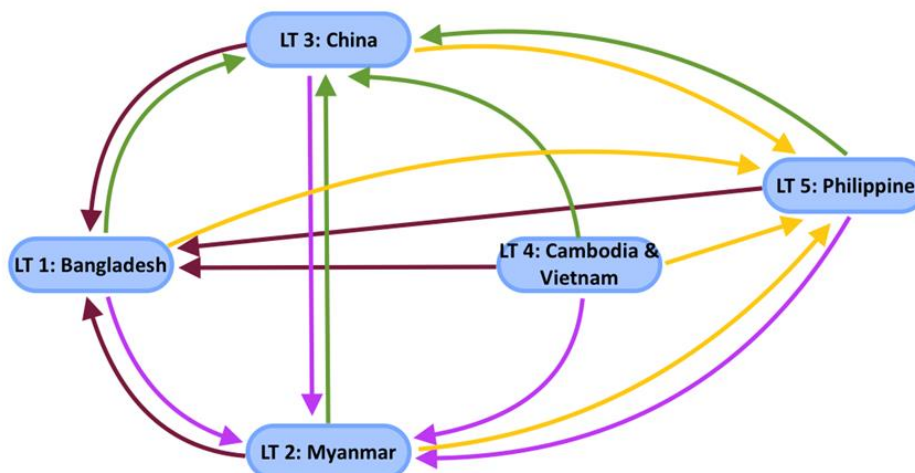 LT 3: China
LT 5: Philippine
LT 1: Bangladesh
LT 4: Cambodia &
Vietnam
LT 2: Myanmar